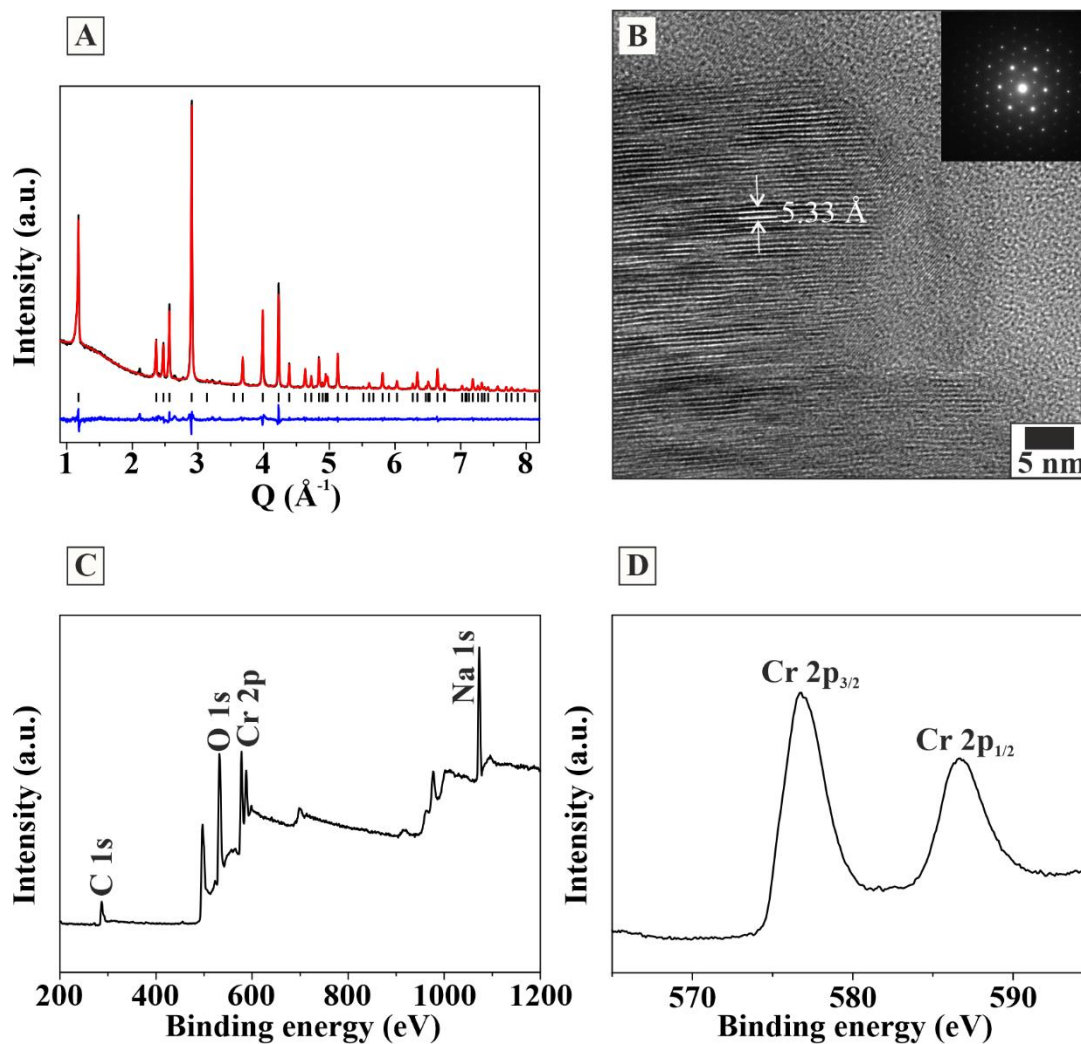 A
Intensity (a.u.)
1 2 3 4 5 6 7 8
Q (Å⁻¹)
B
5.33 Å
5 nm
C
Intensity (a.u.)
C 1s
O 1s
Cr 2p
Na 1s
200 400 600 800 1000 1200
Binding energy (eV)
D
Intensity (a.u.)
Cr 2p₃/₂
Cr 2p₁/₂
570 580 590
Binding energy (eV)